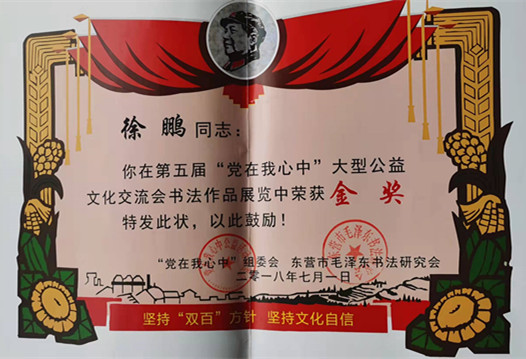 徐鹏同志：
你在第五届“党在我心中”大型公益
文化交流会书法作品展览中荣获金奖
特发此状，以此鼓励！
“党在我心中”组委会 东营市毛泽东书法研究会
二零一八年七月一日
坚持“双百”方针 坚持文化自信